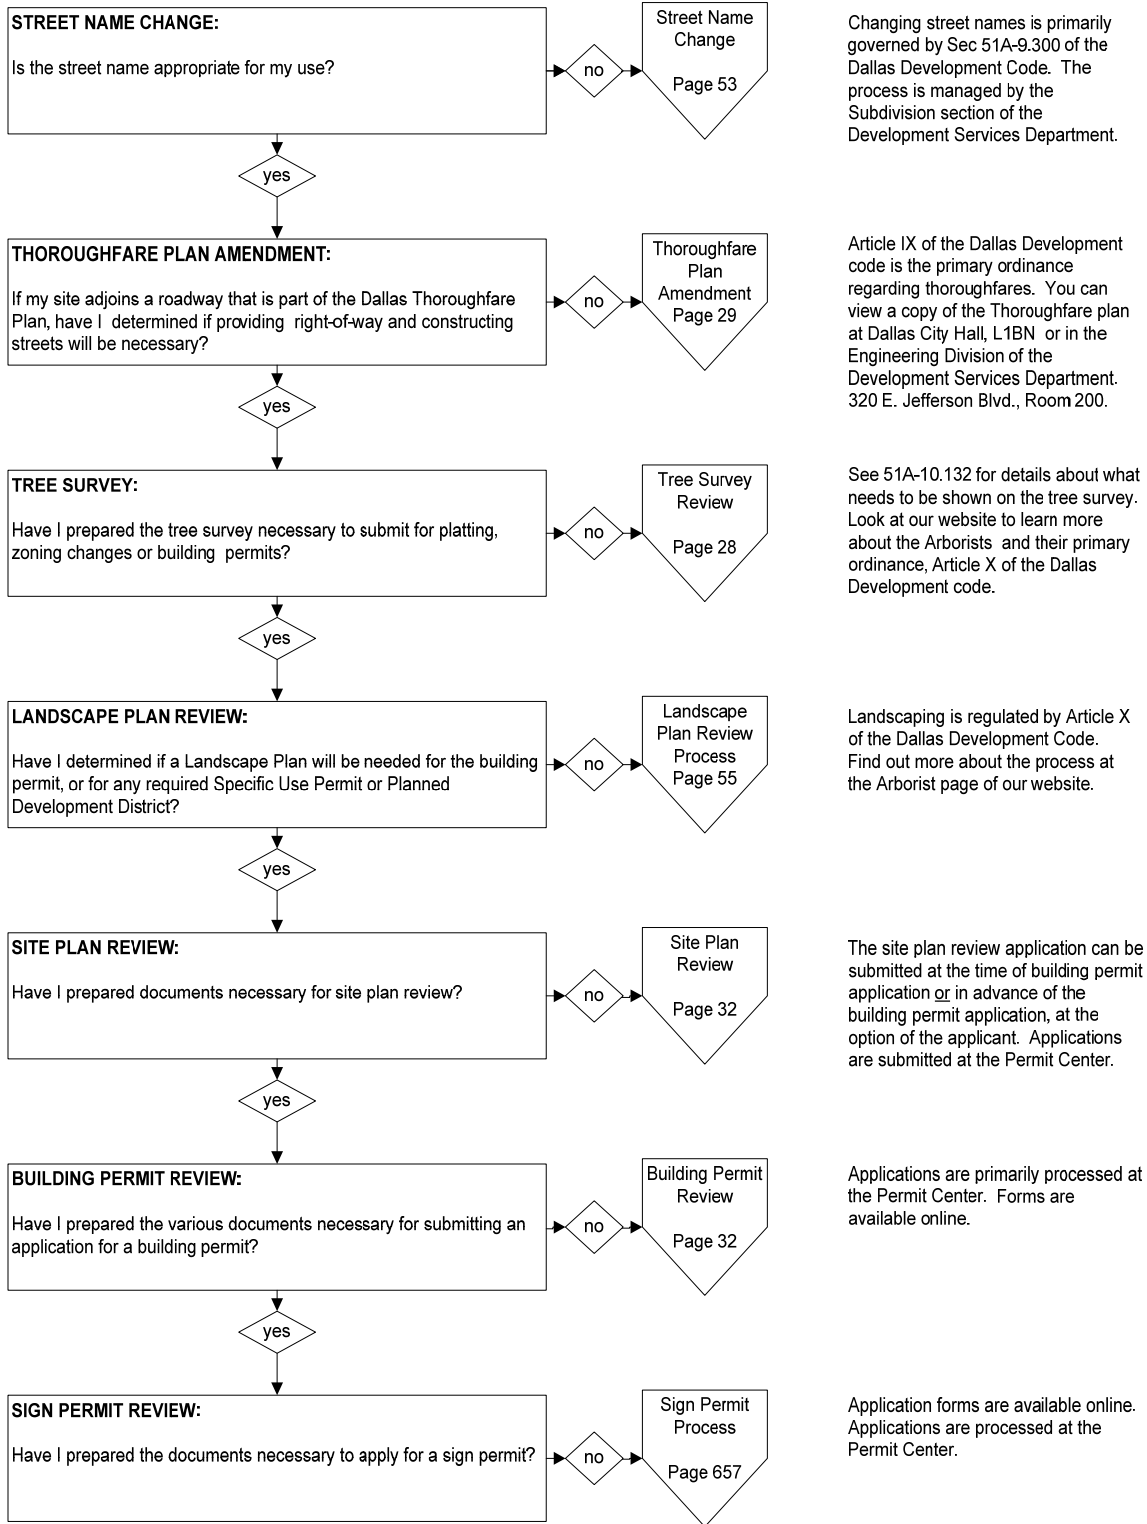 STREET NAME CHANGE:
Is the street name appropriate for my use?
no
Street Name
Change
Page 53
Changing street names is primarily
governed by Sec 51A-9.300 of the
Dallas Development Code. The
process is managed by the
Subdivision section of the
Development Services Department.
yes
THOROUGHFARE PLAN AMENDMENT:
If my site adjoins a roadway that is part of the Dallas Thoroughfare
Plan, have I determined if providing right-of-way and constructing
streets will be necessary?
no
Thoroughfare
Plan
Amendment
Page 29
Article IX of the Dallas Development
code is the primary ordinance
regarding thoroughfares. You can
view a copy of the Thoroughfare plan
at Dallas City Hall, L1BN or in the
Engineering Division of the
Development Services Department.
320 E. Jefferson Blvd., Room 200.
yes
TREE SURVEY:
Have I prepared the tree survey necessary to submit for platting,
zoning changes or building permits?
no
Tree Survey
Review
Page 28
See 51A-10.132 for details about what
needs to be shown on the tree survey.
Look at our website to learn more
about the Arborists and their primary
ordinance, Article X of the Dallas
Development code.
yes
LANDSCAPE PLAN REVIEW:
Have I determined if a Landscape Plan will be needed for the building
permit, or for any required Specific Use Permit or Planned
Development District?
no
Landscape
Plan Review
Process
Page 55
Landscaping is regulated by Article X
of the Dallas Development Code.
Find out more about the process at
the Arborist page of our website.
yes
SITE PLAN REVIEW:
Have I prepared documents necessary for site plan review?
no
Site Plan
Review
Page 32
The site plan review application can be
submitted at the time of building permit
application or in advance of the
building permit application, at the
option of the applicant. Applications
are submitted at the Permit Center.
yes
BUILDING PERMIT REVIEW:
Have I prepared the various documents necessary for submitting an
application for a building permit?
no
Building Permit
Review
Page 32
Applications are primarily processed at
the Permit Center. Forms are
available online.
yes
SIGN PERMIT REVIEW:
Have I prepared the documents necessary to apply for a sign permit?
no
Sign Permit
Process
Page 657
Application forms are available online.
Applications are processed at the
Permit Center.